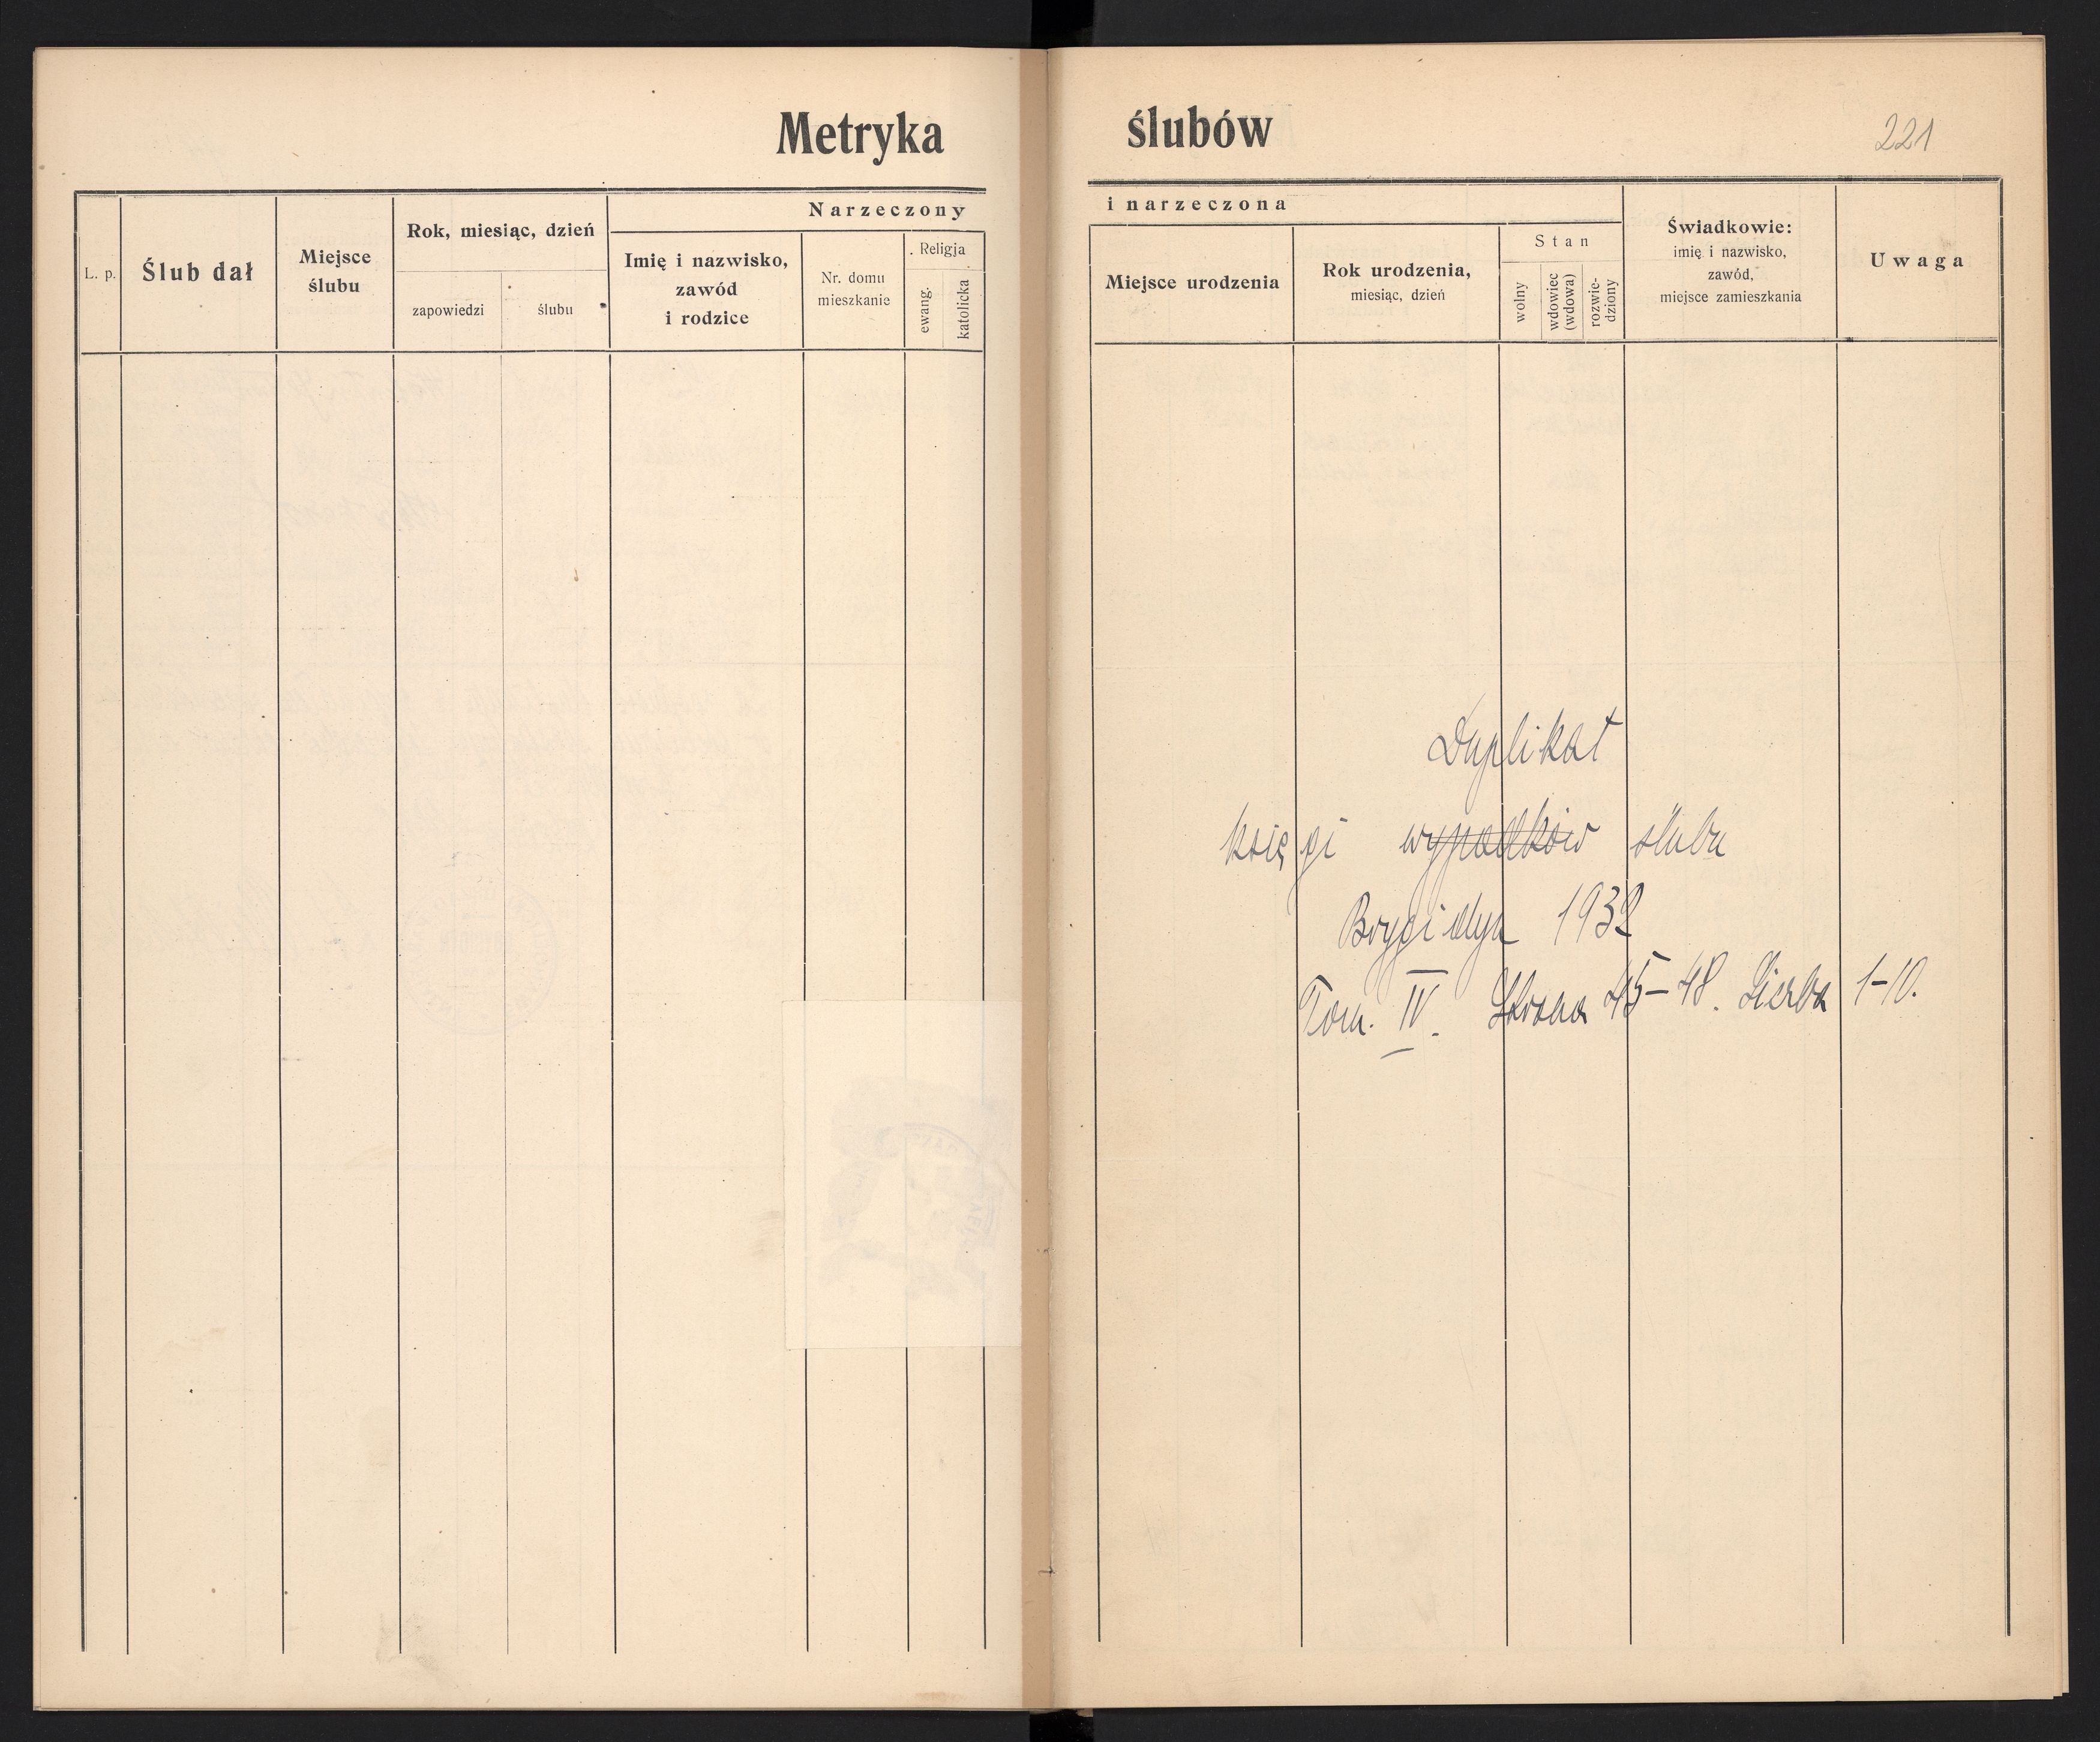 Metryka ślubów
221
L. p.
Ślub dał
Miejsce
ślubu
Rok, miesiąc, dzień
zapowiedzi
ślubu
Narzeczony
Imię i nazwisko,
zawód
i rodzice
Nr. domu
mieszkanie
Religja
ewang.
katolicka
i narzeczona
Miejsce urodzenia
Rok urodzenia,
miesiąc, dzień
Stan
wolny
wdowiec
(wdowa)
rozwie-
dziony
Świadkowie:
imię i nazwisko,
zawód,
miejsce zamieszkania
Uwaga
Duplikat
księgi wypadków ślubu
Brygidyn 1932
Tom. IV. Strona 45-48. Liczba 1-10.